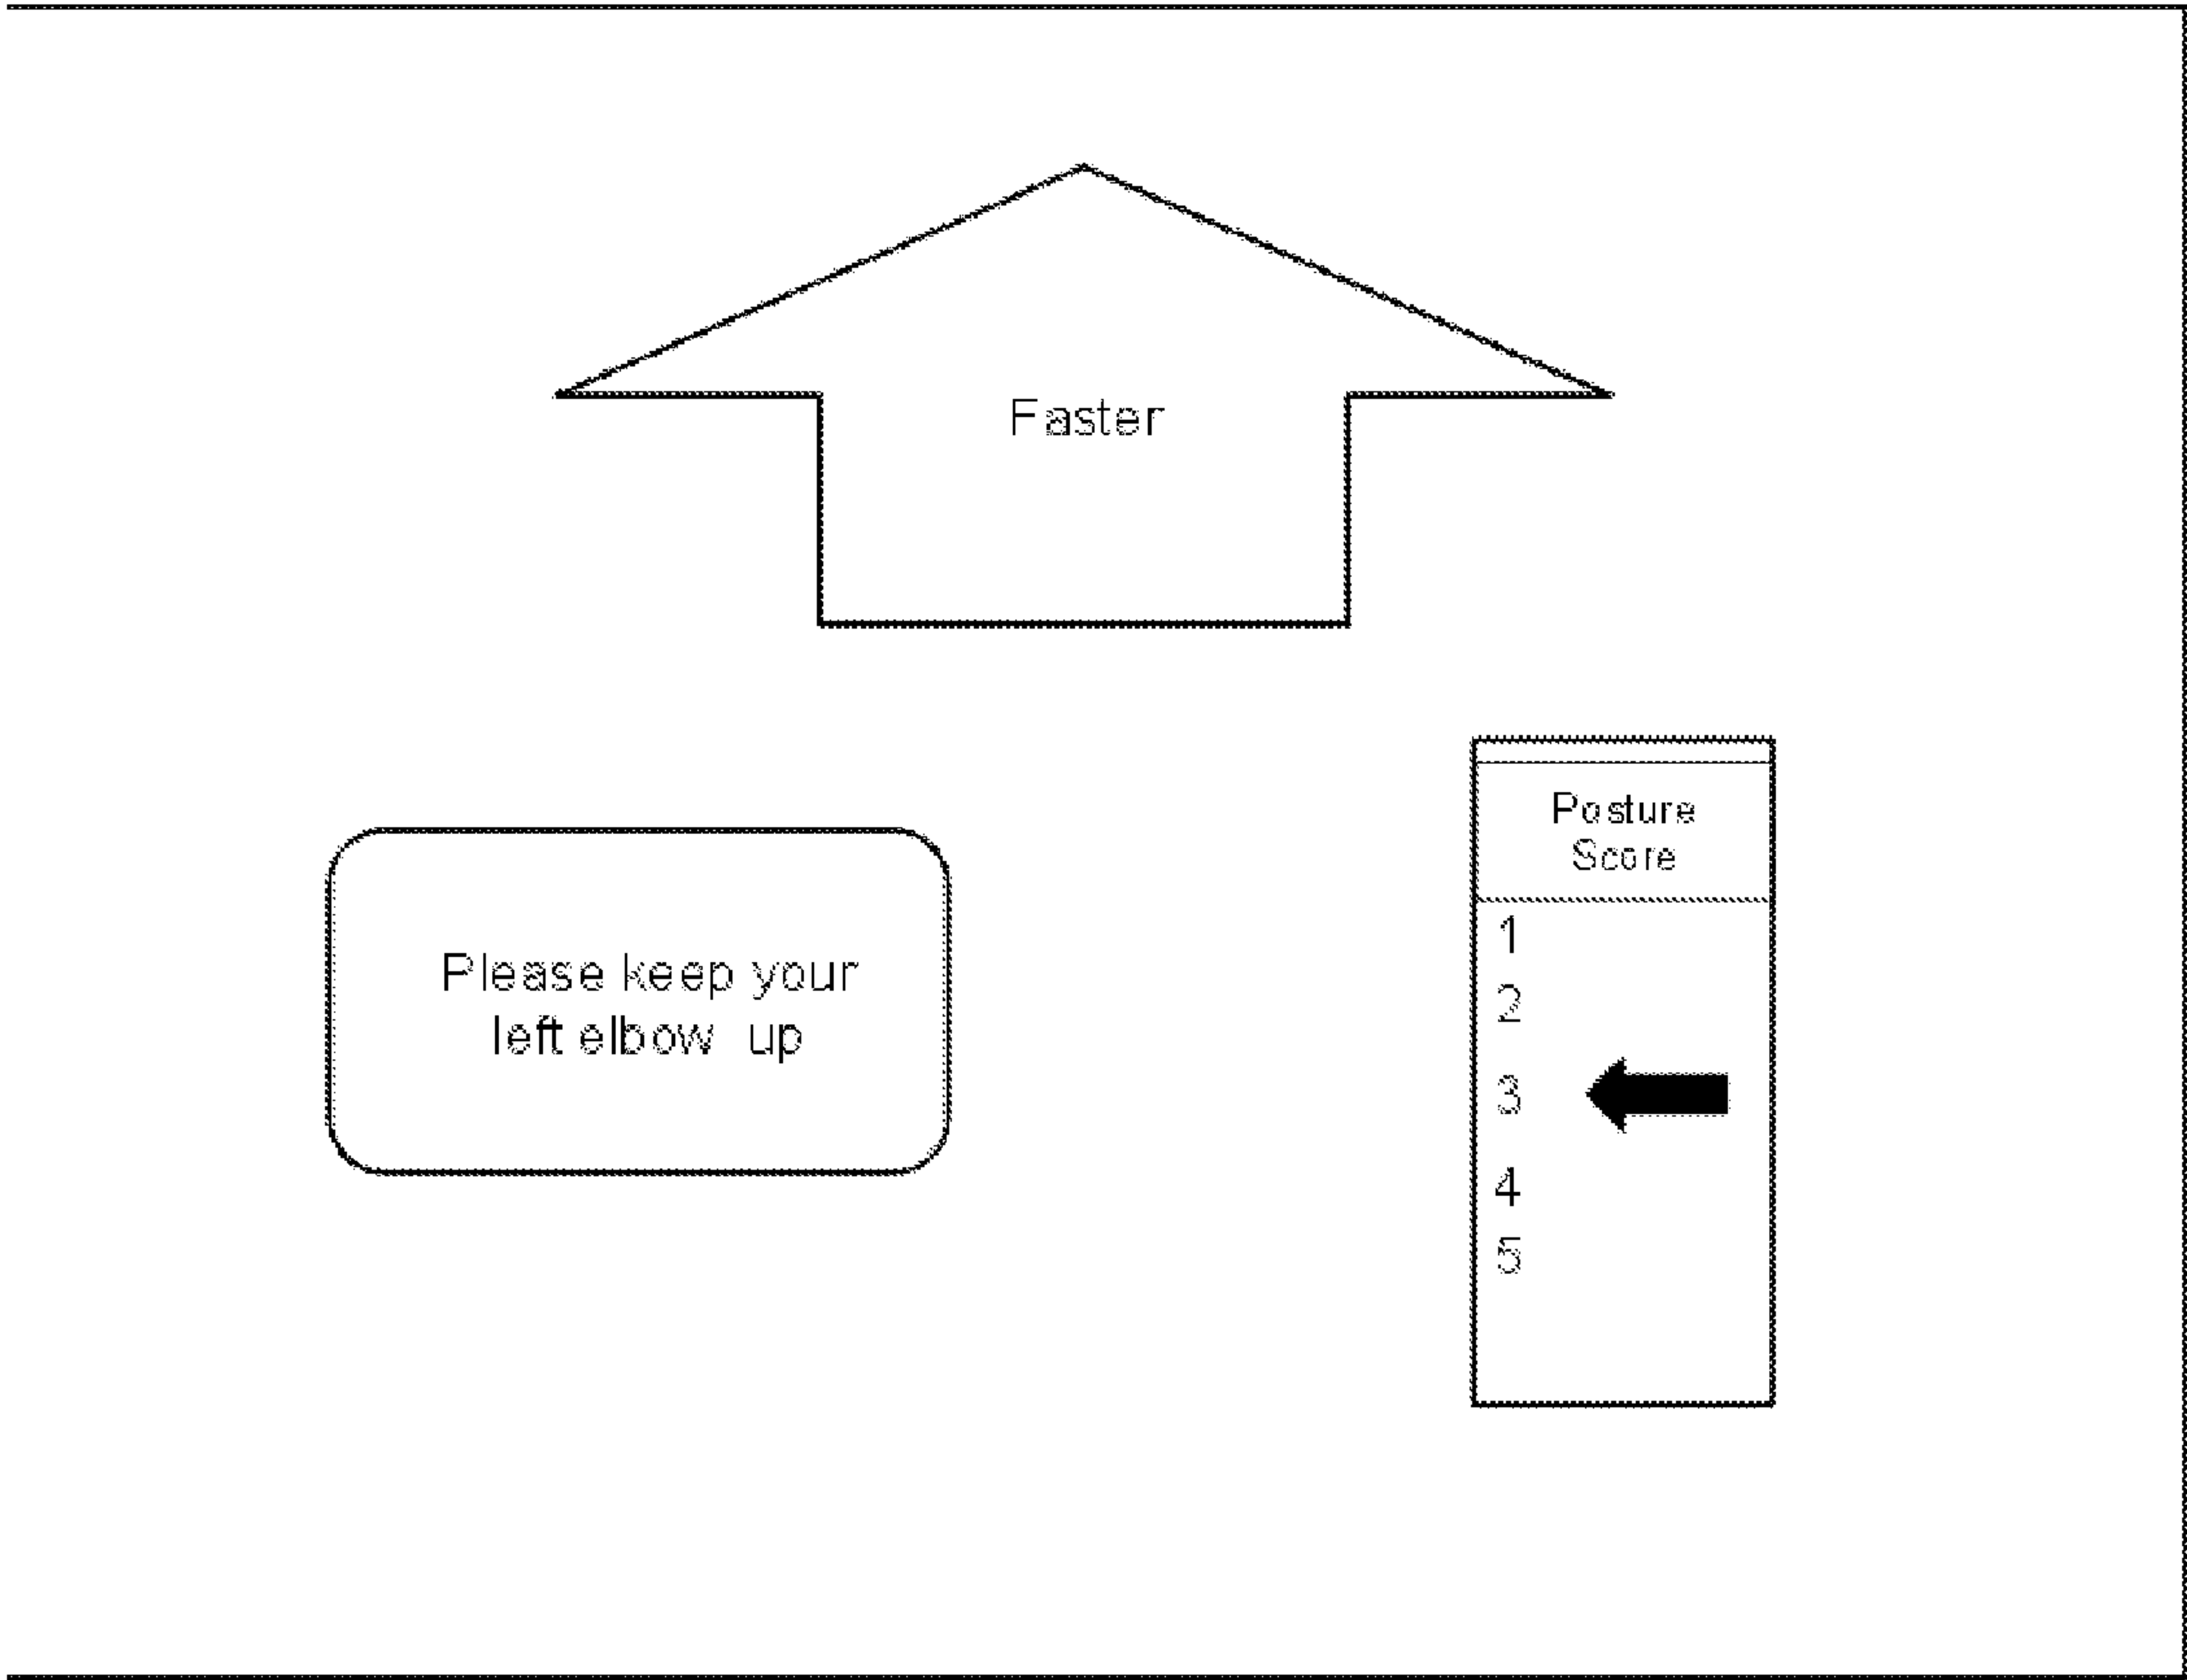 Faster
Please keep your
left elbow up
Posture
Score
1
2
3
4
5